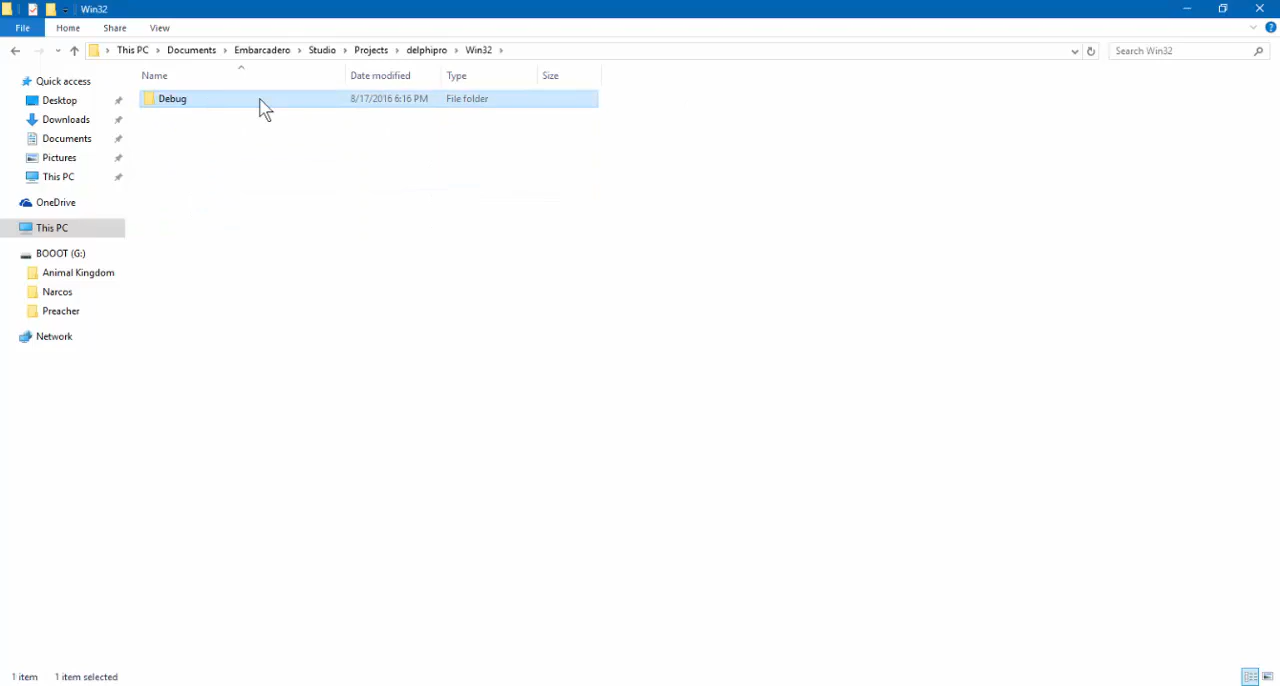 Win32
File Home Share View
This PC Documents Embarcadero Studio Projects delphipro Win32 Search Win32
Name Date modified Type Size
Quick access
Debug 8/17/2016 6:16 PM File folder
Desktop
Downloads
Documents
Pictures
This PC
OneDrive
This PC
BOOOT (G:)
Animal Kingdom
Narcos
Preacher
Network
1 item 1 item selected